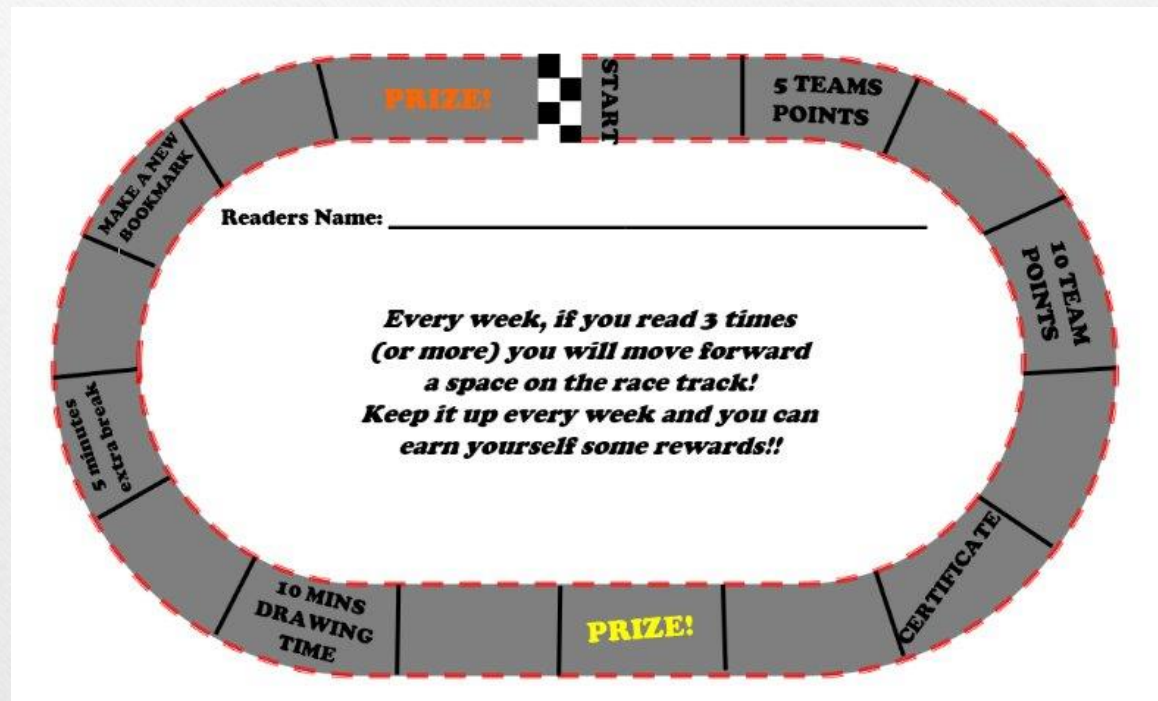 PRIZE!
START
5 TEAMS
POINTS
10 TEAM
POINTS
CERTIFICATE
PRIZE!
10 MINS
DRAWING
TIME
5 minutes
extra break
MAKE A NEW
BOOKMARK
Readers Name:
Every week, if you read 3 times
(or more) you will move forward
a space on the race track!
Keep it up every week and you can
earn yourself some rewards!!